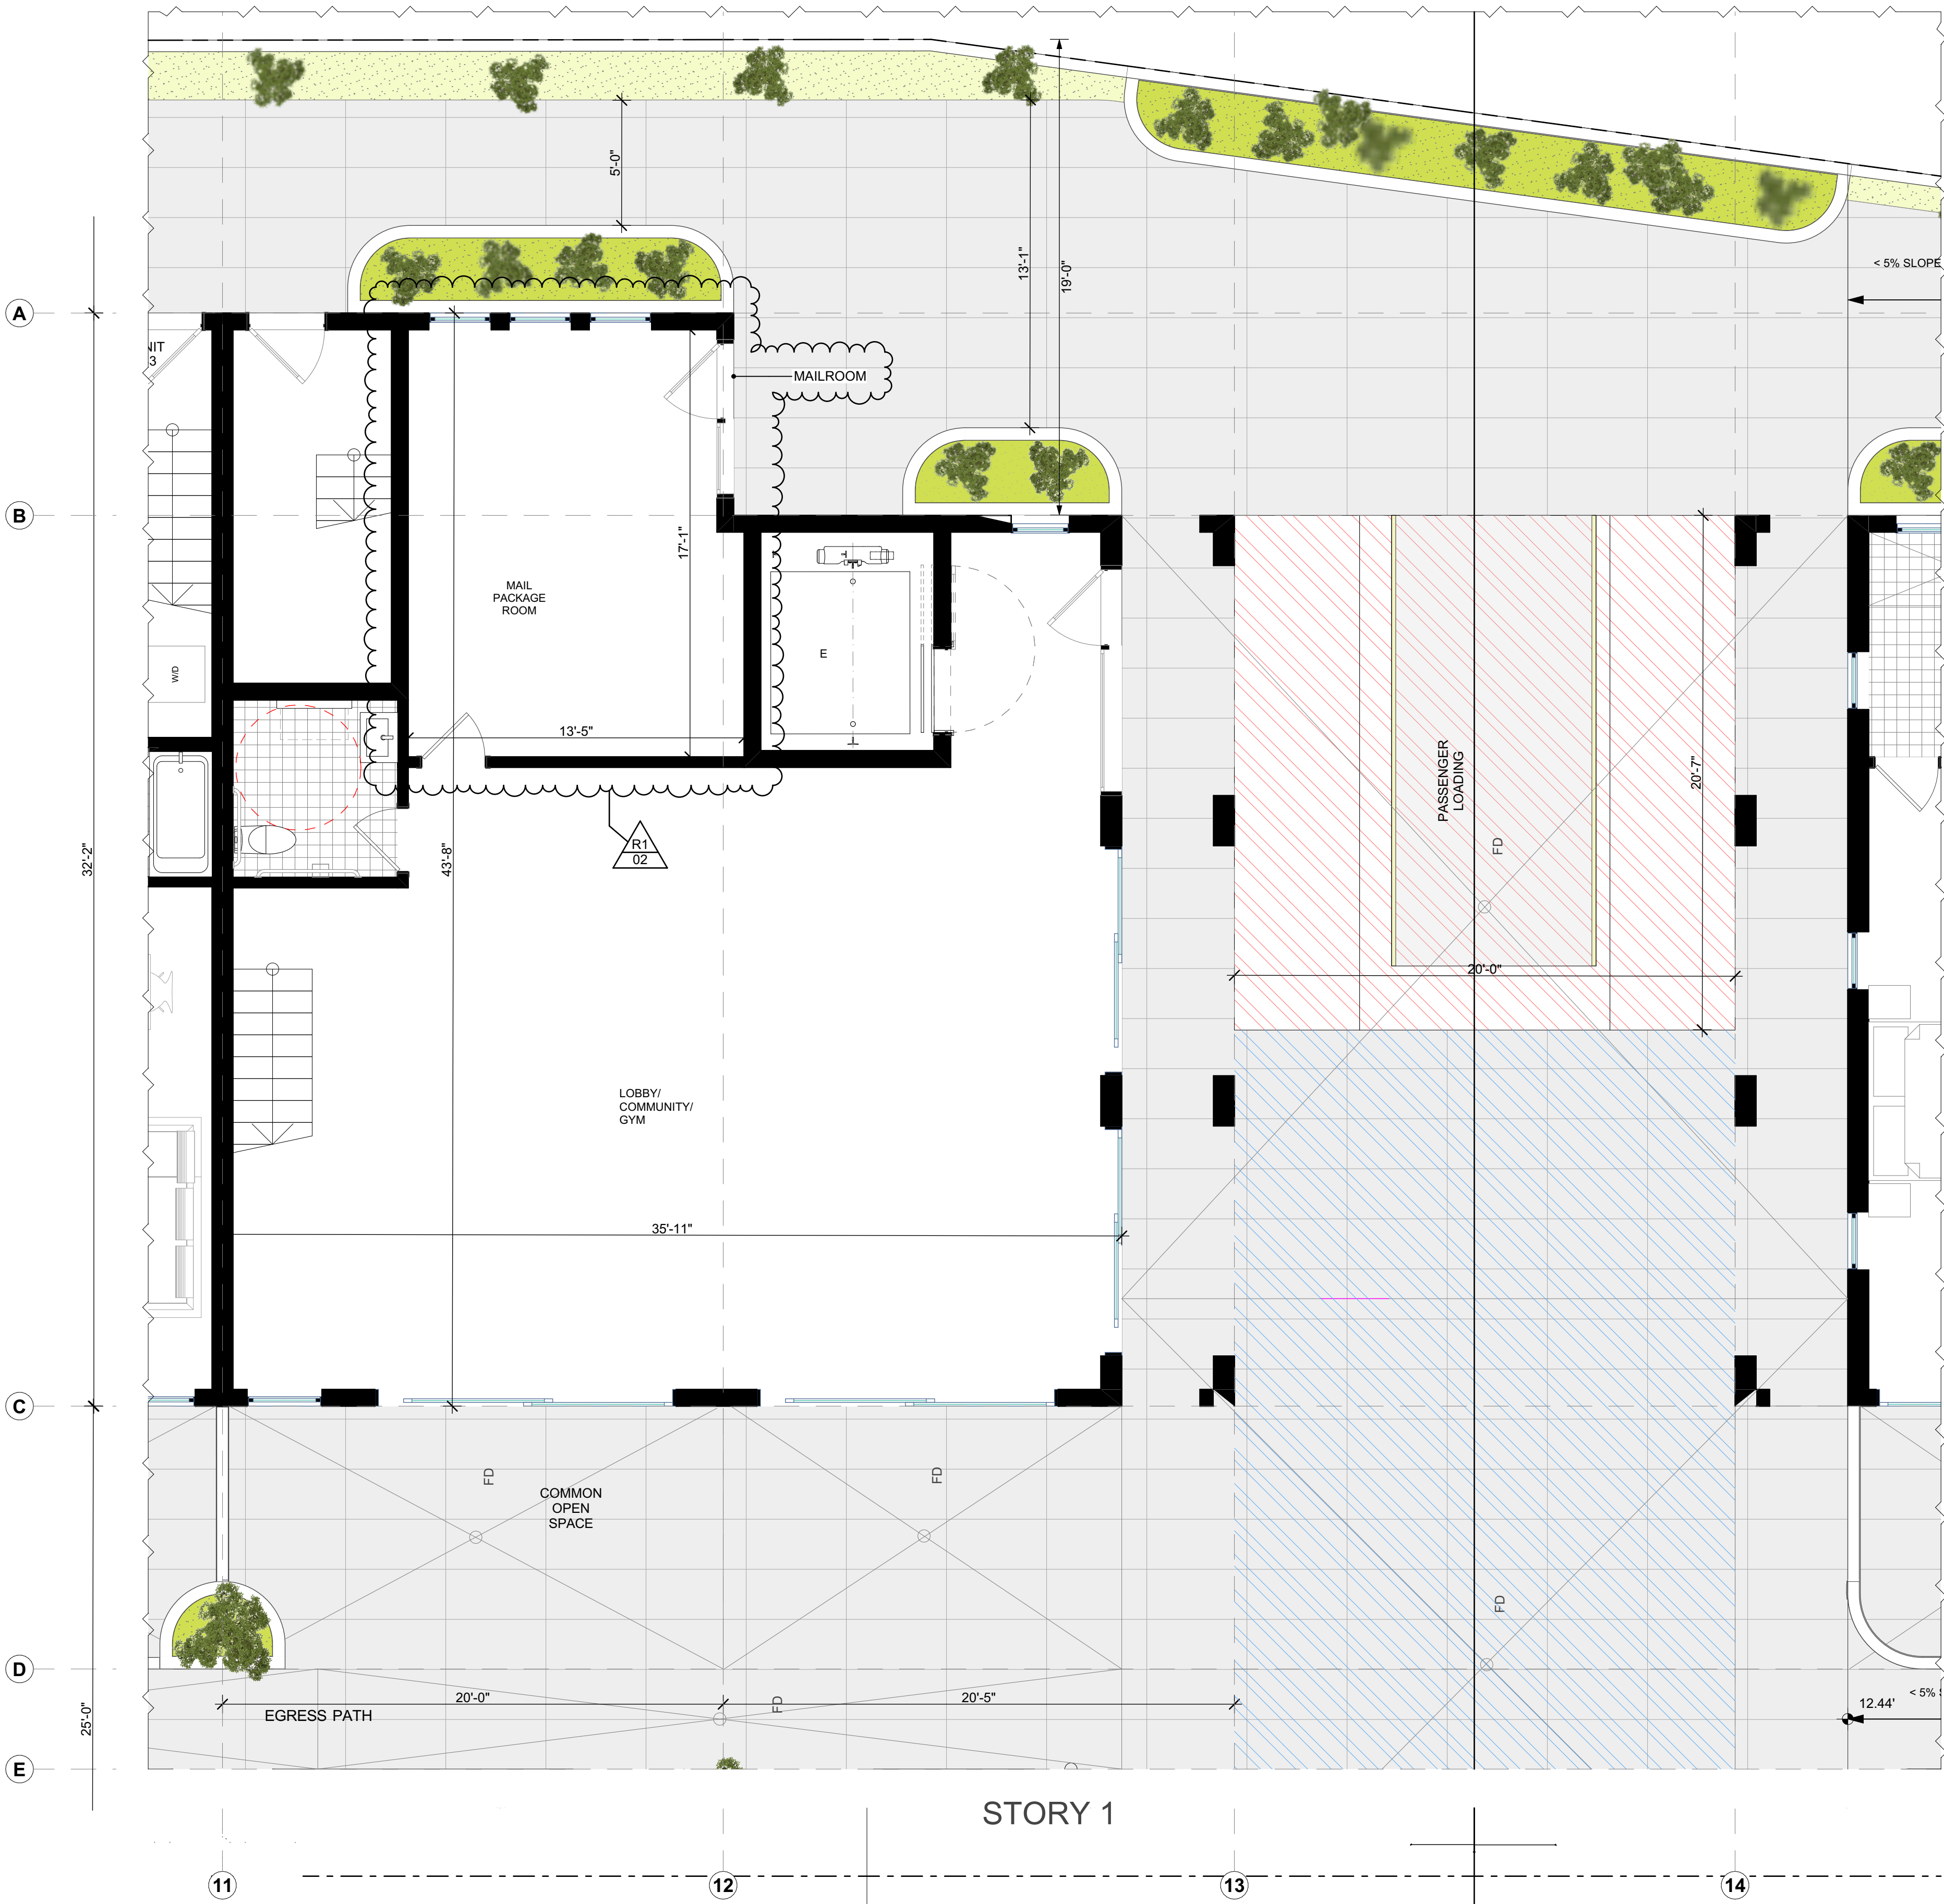 5'-0"
13'-1"
19'-0"
< 5% SLOPE
A
NIT
3
MAILROOM
B
17'-1"
MAIL
PACKAGE
ROOM
E
W/D
13'-5"
PASSENGER
LOADING
20'-7"
R1
02
32'-2"
43'-8"
FD
20'-0"
LOBBY/
COMMUNITY/
GYM
35'-11"
C
FD
FD
COMMON
OPEN
SPACE
FD
D
20'-0"
20'-5"
FD
EGRESS PATH
25'-0"
12.44'
< 5%
E
STORY 1
11
12
13
14